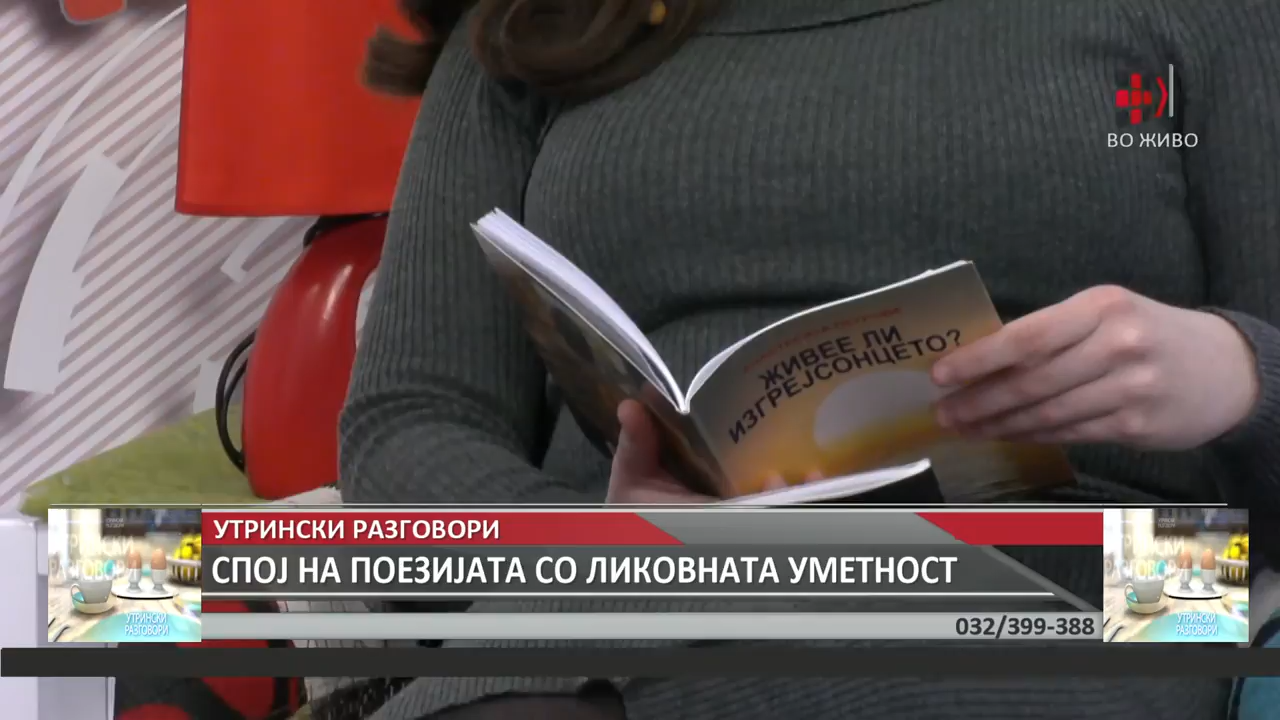 ВО ЖИВО
ЖИВЕЕ ЛИ
ИЗГРЕЈСОНЦЕТО?
УТРИНСКИ РАЗГОВОРИ
СПОЈ НА ПОЕЗИЈАТА СО ЛИКОВНАТА УМЕТНОСТ
УТРИНСКИ
РАЗГОВОРИ
УТРИНСКИ
РАЗГОВОРИ
032/399-388